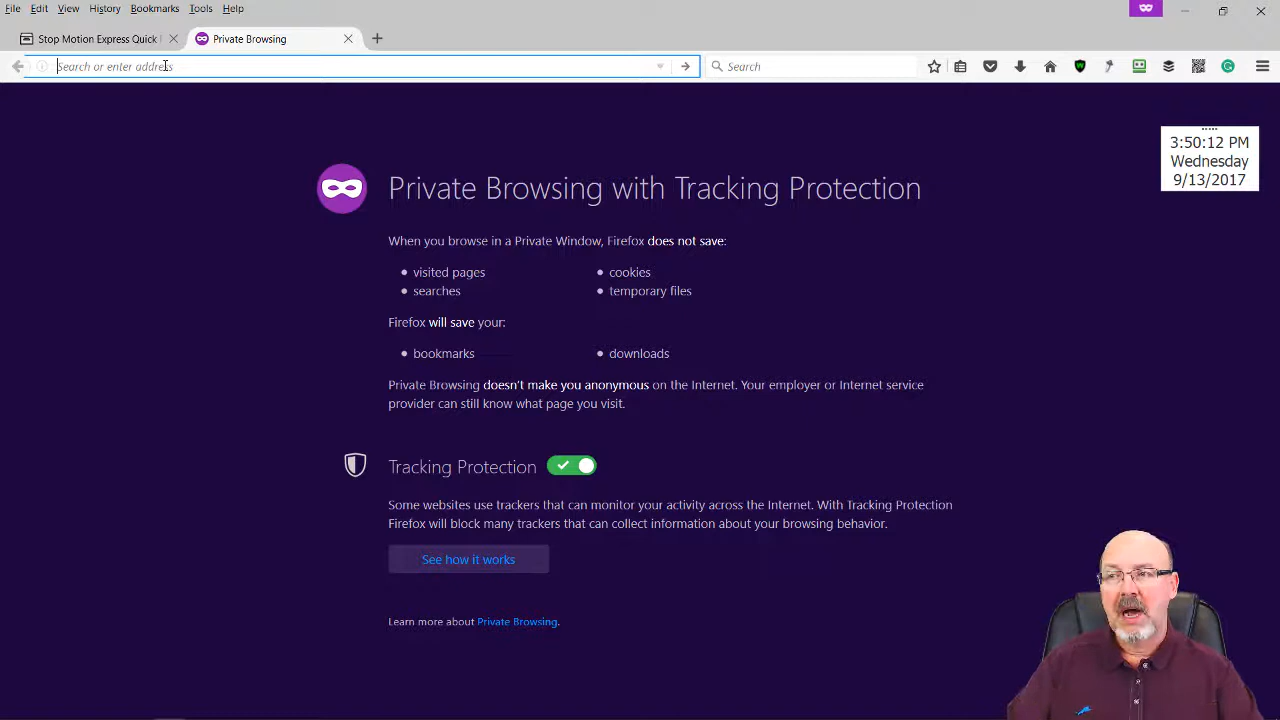 File Edit View History Bookmarks Tools Help
Stop Motion Express Quick
Private Browsing
Search or enter address
Search
3:50:12 PM
Wednesday
9/13/2017
Private Browsing with Tracking Protection
When you browse in a Private Window, Firefox does not save:
visited pages
cookies
searches
temporary files
Firefox will save your:
bookmarks
downloads
Private Browsing doesn't make you anonymous on the Internet. Your employer or Internet service
provider can still know what page you visit.
Tracking Protection
Some websites use trackers that can monitor your activity across the Internet. With Tracking Protection
Firefox will block many trackers that can collect information about your browsing behavior.
See how it works
Learn more about Private Browsing.